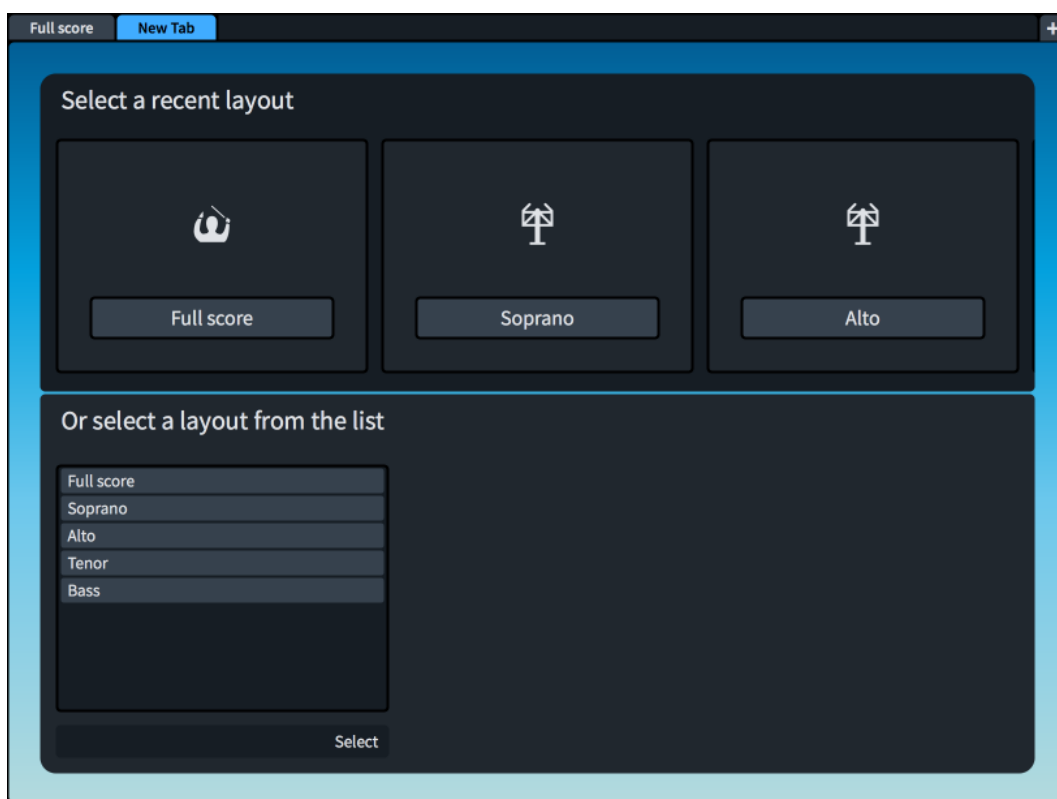 Full score
New Tab
+
Select a recent layout
Full score
Soprano
Alto
Or select a layout from the list
Full score
Soprano
Alto
Tenor
Bass
Select